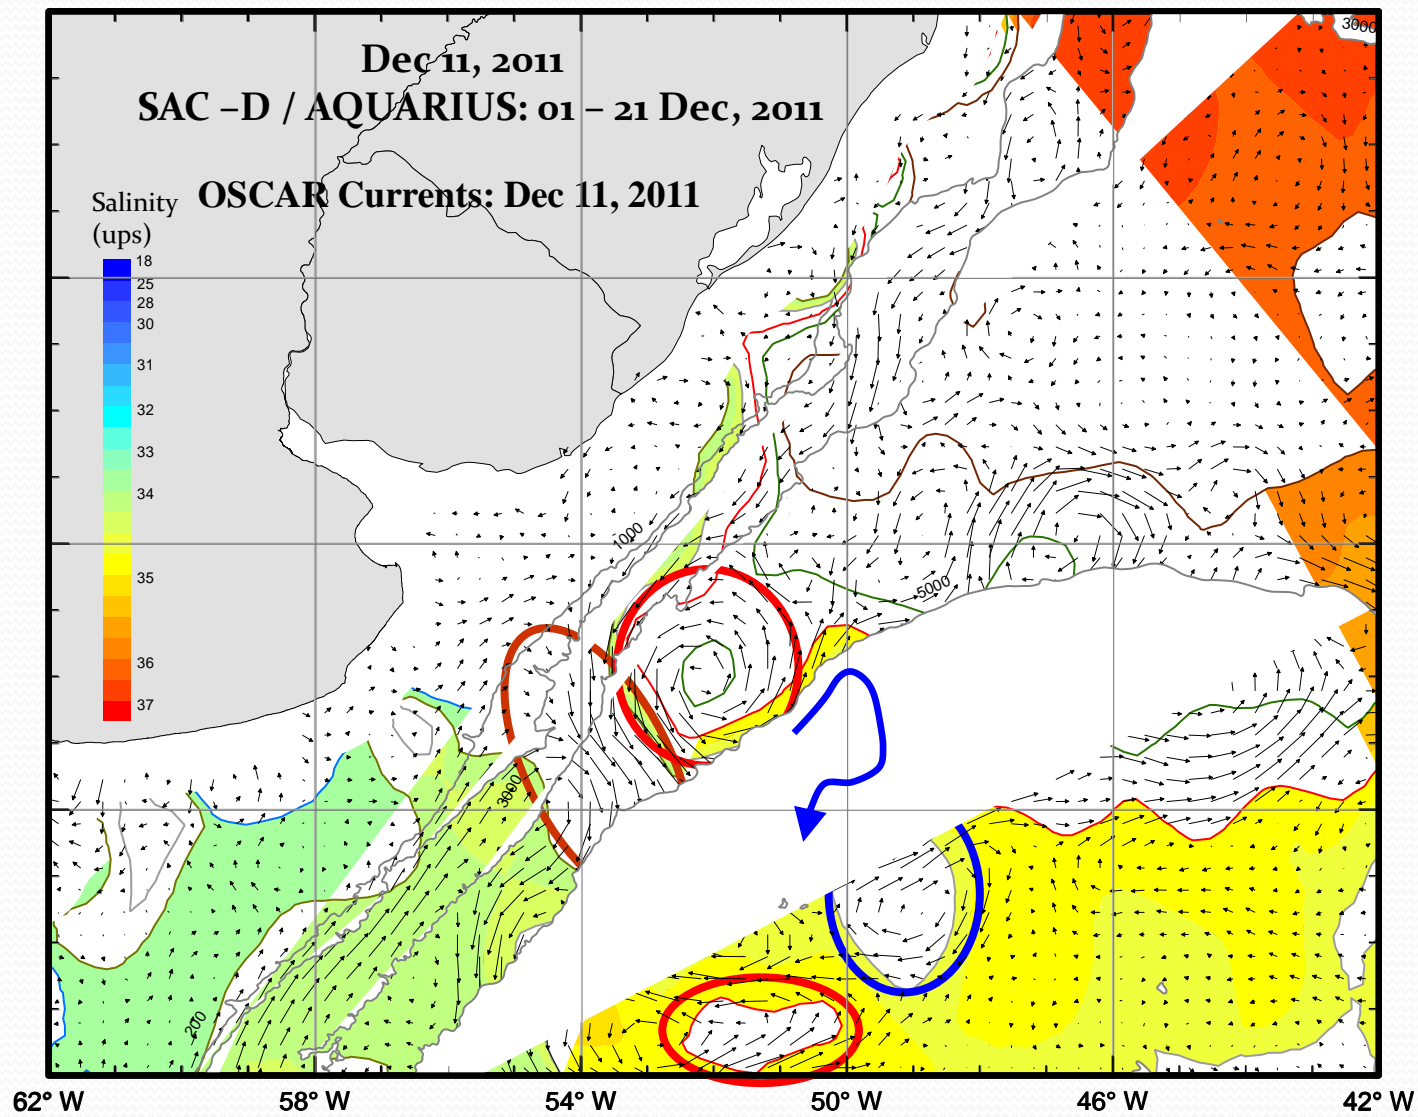 Dec 11, 2011
SAC –D / AQUARIUS: 01 – 21 Dec, 2011
OSCAR Currents: Dec 11, 2011
Salinity
(ups)
18
25
28
30
31
32
33
34
35
36
37
3000
1000
5000
3000
200
62° W 58° W 54° W 50° W 46° W 42° W